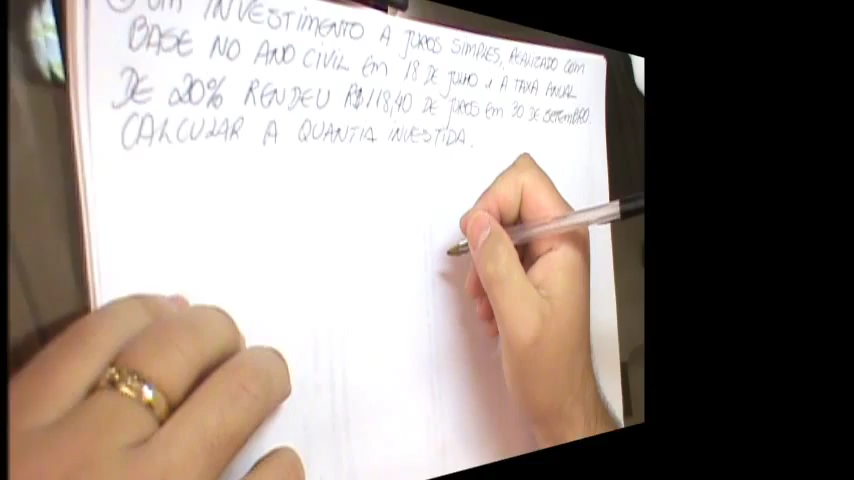 UM INVESTIMENTO A JUROS SIMPLES, REALIZADO COM
BASE NO ANO CIVIL EM 18 DE JULHO E A TAXA ANUAL
DE 20% RENDEU R$118,40 DE JUROS EM 30 DE SETEMBRO.
CALCULAR A QUANTIA INVESTIDA.